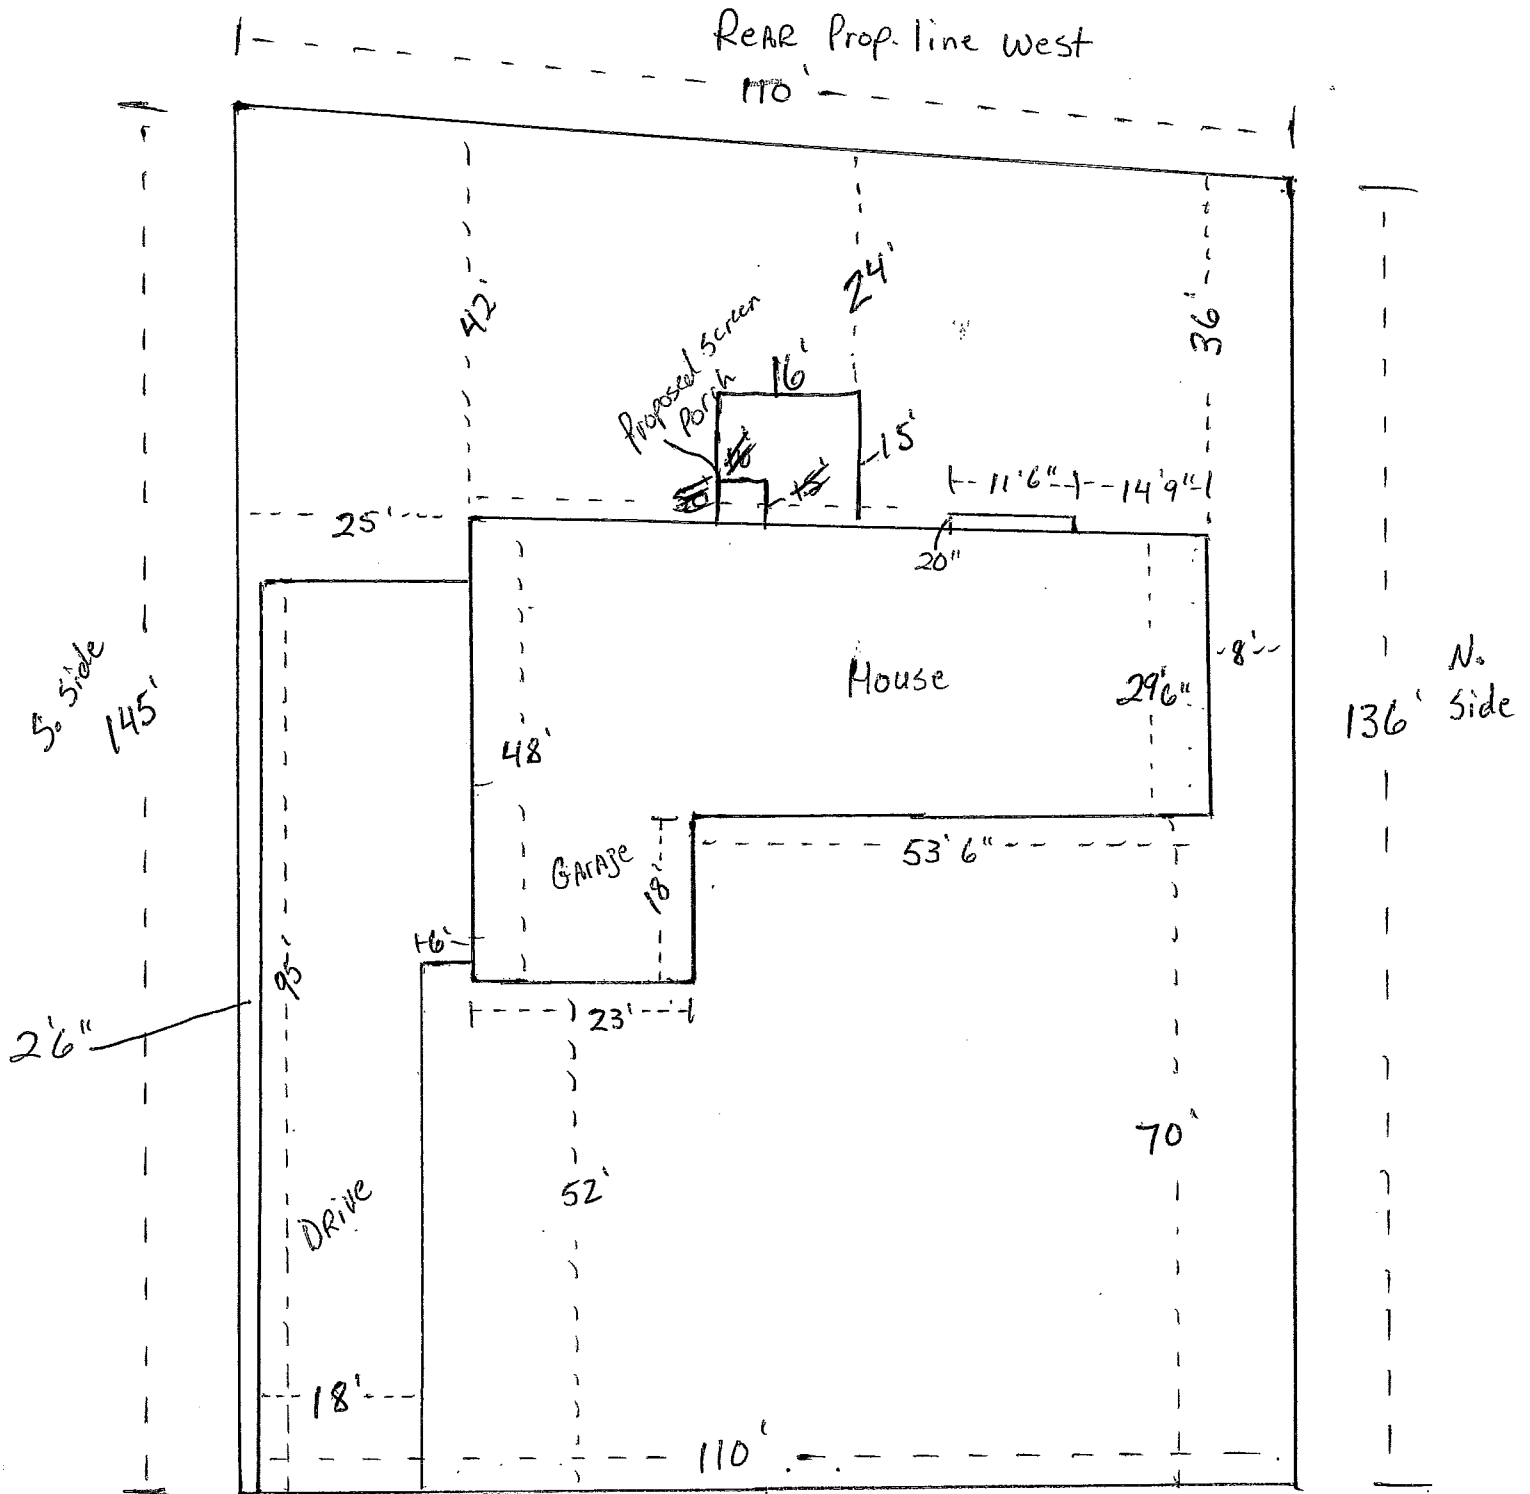 REAR Prop. line west
110'
42'
24'
36'
Proposed Screen
Porch
16'
15'
11'6"
14'9"
25'
20"
S. Side
145'
House
29'6"
8'
N.
Side
136'
48'
Garage
18'
53'6"
6'
95'
23'
2'6"
70'
52'
Drive
18'
110'